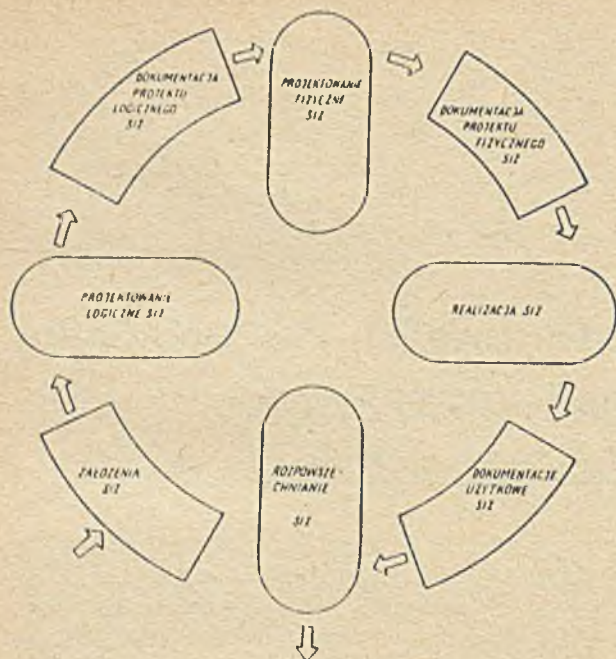 DOKUMENTACJA
PROJEKTU
LOGICZNEGO
SIZ
PROJEKTOWANIE
FIZYCZNE
SIZ
DOKUMENTACJA
PROJEKTU
FIZYCZNEGO
SIZ
PROJEKTOWANIE
LOGICZNE SIZ
REALIZACJA SIZ
ZAŁOŻENIA
SIZ
ROZPOWSZE-
CHNIANIE
SIZ
DOKUMENTACJE
UŻYTKOWE
SIZ